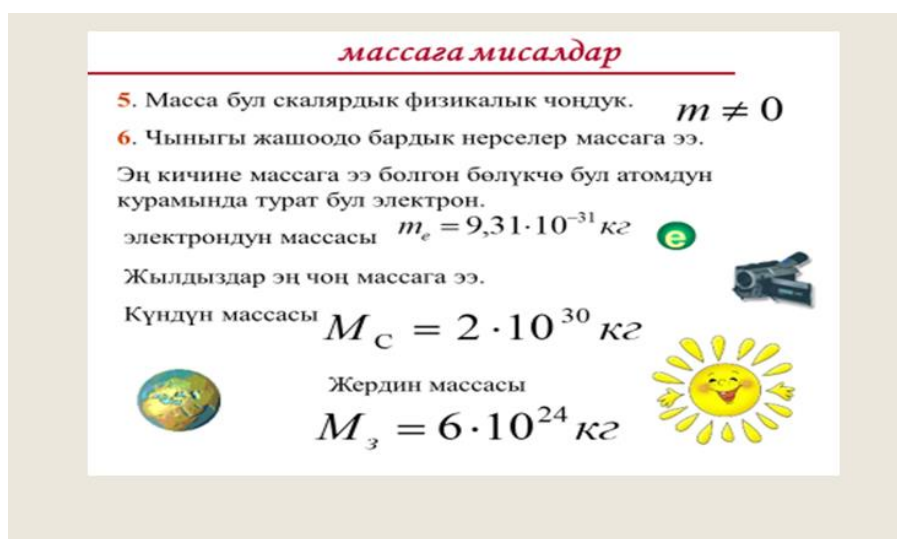 массага мисалдар
5. Масса бул скалярдык физикалык чоңдук. m ≠ 0
6. Чыныгы жашоодо бардык нерселер массага ээ.
Эң кичине массага ээ болгон бөлүкчө бул атомдун
курамында турат бул электрон.
электрондун массасы mₑ = 9,31·10⁻³¹ кг e
Жылдыздар эң чоң массага ээ.
Күндүн массасы M_C = 2·10³⁰ кг
Жердин массасы
M_з = 6·10²⁴ кг